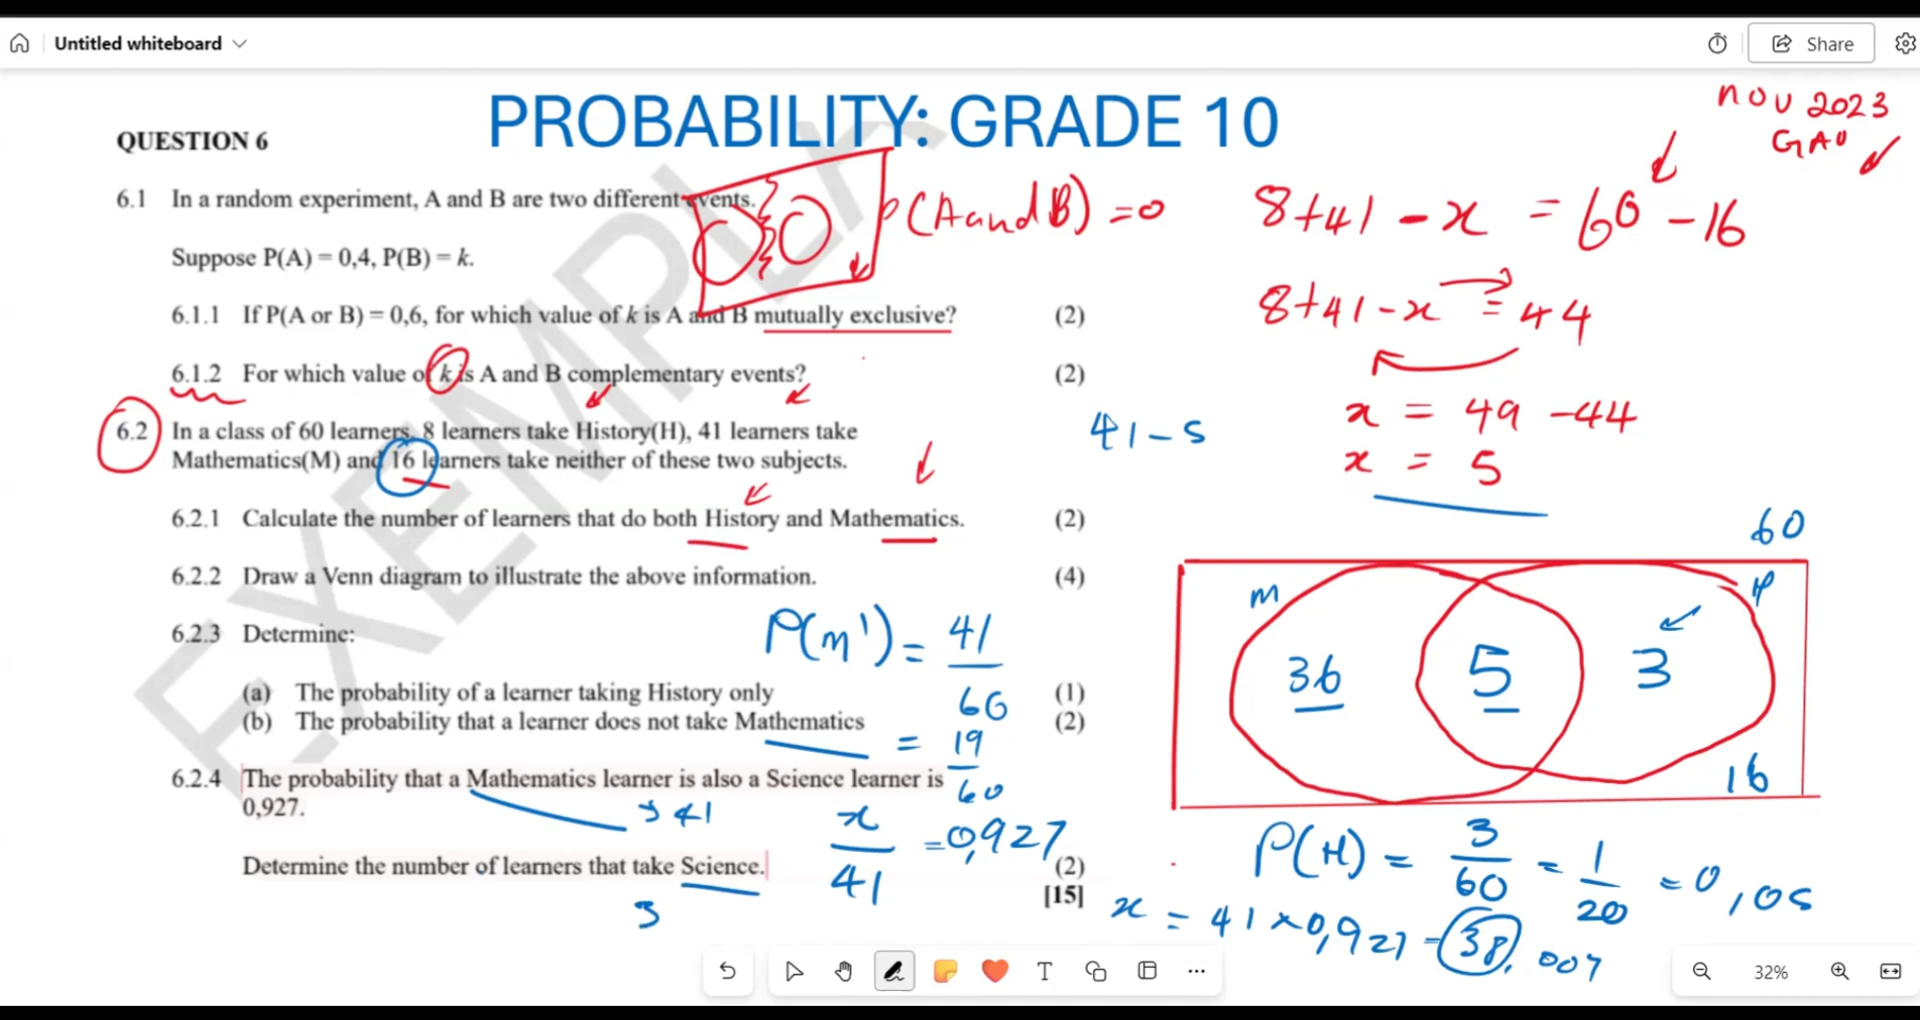 Untitled whiteboard
Share
PROBABILITY: GRADE 10
nov 2023
GAU
QUESTION 6
6.1 In a random experiment, A and B are two different events.
Suppose P(A) = 0,4, P(B) = k.
6.1.1 If P(A or B) = 0,6, for which value of k is A and B mutually exclusive? (2)
6.1.2 For which value of k is A and B complementary events? (2)
6.2 In a class of 60 learners, 8 learners take History(H), 41 learners take
Mathematics(M) and 16 learners take neither of these two subjects.
6.2.1 Calculate the number of learners that do both History and Mathematics. (2)
6.2.2 Draw a Venn diagram to illustrate the above information. (4)
6.2.3 Determine:
(a) The probability of a learner taking History only (1)
(b) The probability that a learner does not take Mathematics (2)
6.2.4 The probability that a Mathematics learner is also a Science learner is
0,927.
Determine the number of learners that take Science. (2)
[15]
EXEMPLAR
P(A and B) = 0
8+41 - x = 60 - 16
8+41 - x = 44
x = 49 - 44
x = 5
41 - 5
60
m
H
36
5
3
16
P(m') = 41
60
= 19
60
41
x
41
= 0,927
3
P(H) = 3/60 = 1/20 = 0,05
x = 41 × 0,927 = 38,007
32%